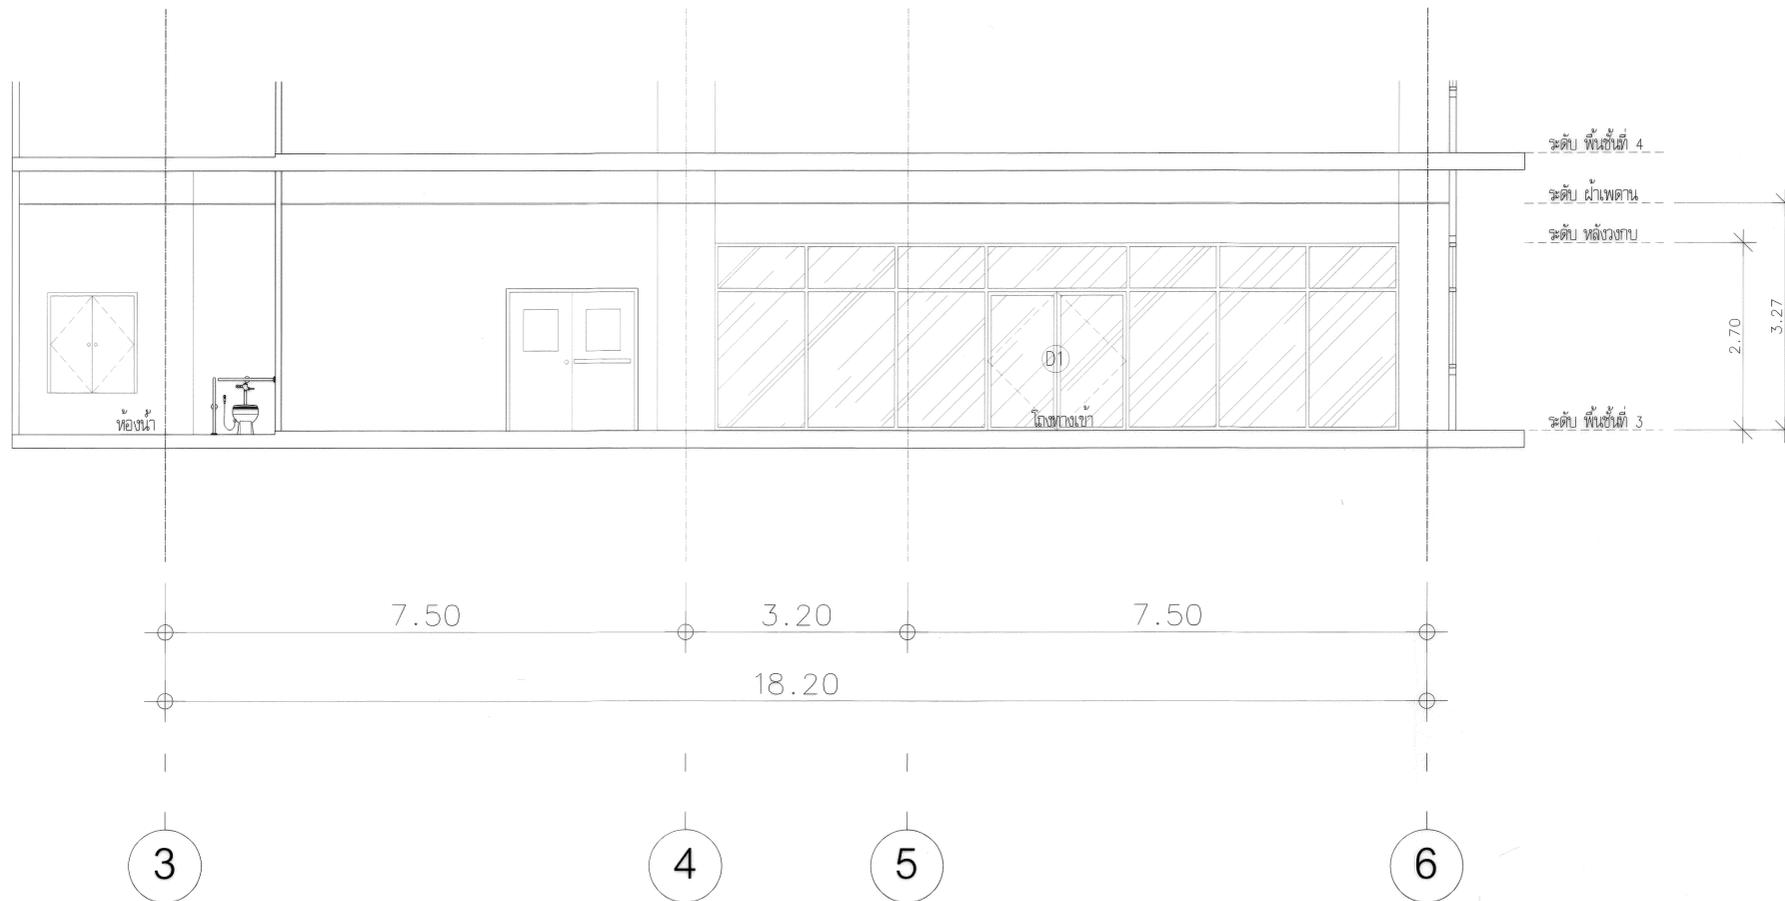 ระดับ พื้นชั้นที่ 4
ระดับ ฝ้าเพดาน
ระดับ หลังวงกบ
3.27
2.70
D1
ห้องน้ำ
โถงทางเข้า
ระดับ พื้นชั้นที่ 3
7.50
3.20
7.50
18.20
3
4
5
6